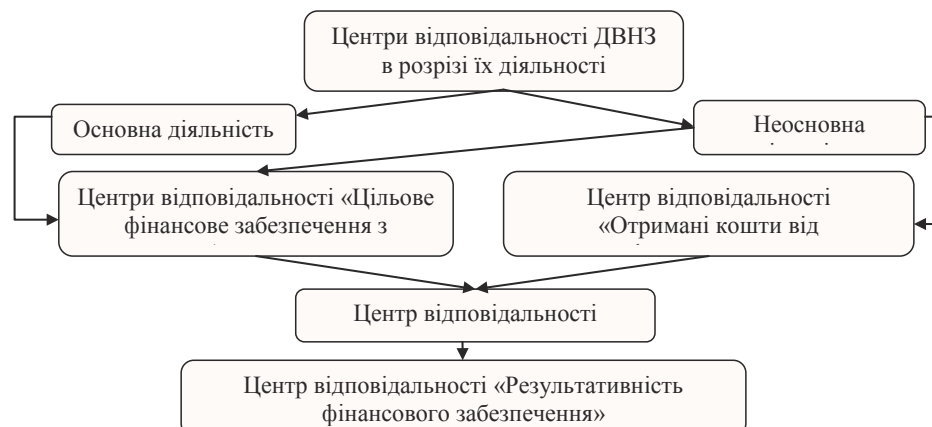 Центри відповідальності ДВНЗ
в розрізі їх діяльності
Основна діяльність
Неосновна
Центри відповідальності «Цільове
фінансове забезпечення з
Центр відповідальності
«Отримані кошти від
Центр відповідальності
Центр відповідальності «Результативність
фінансового забезпечення»